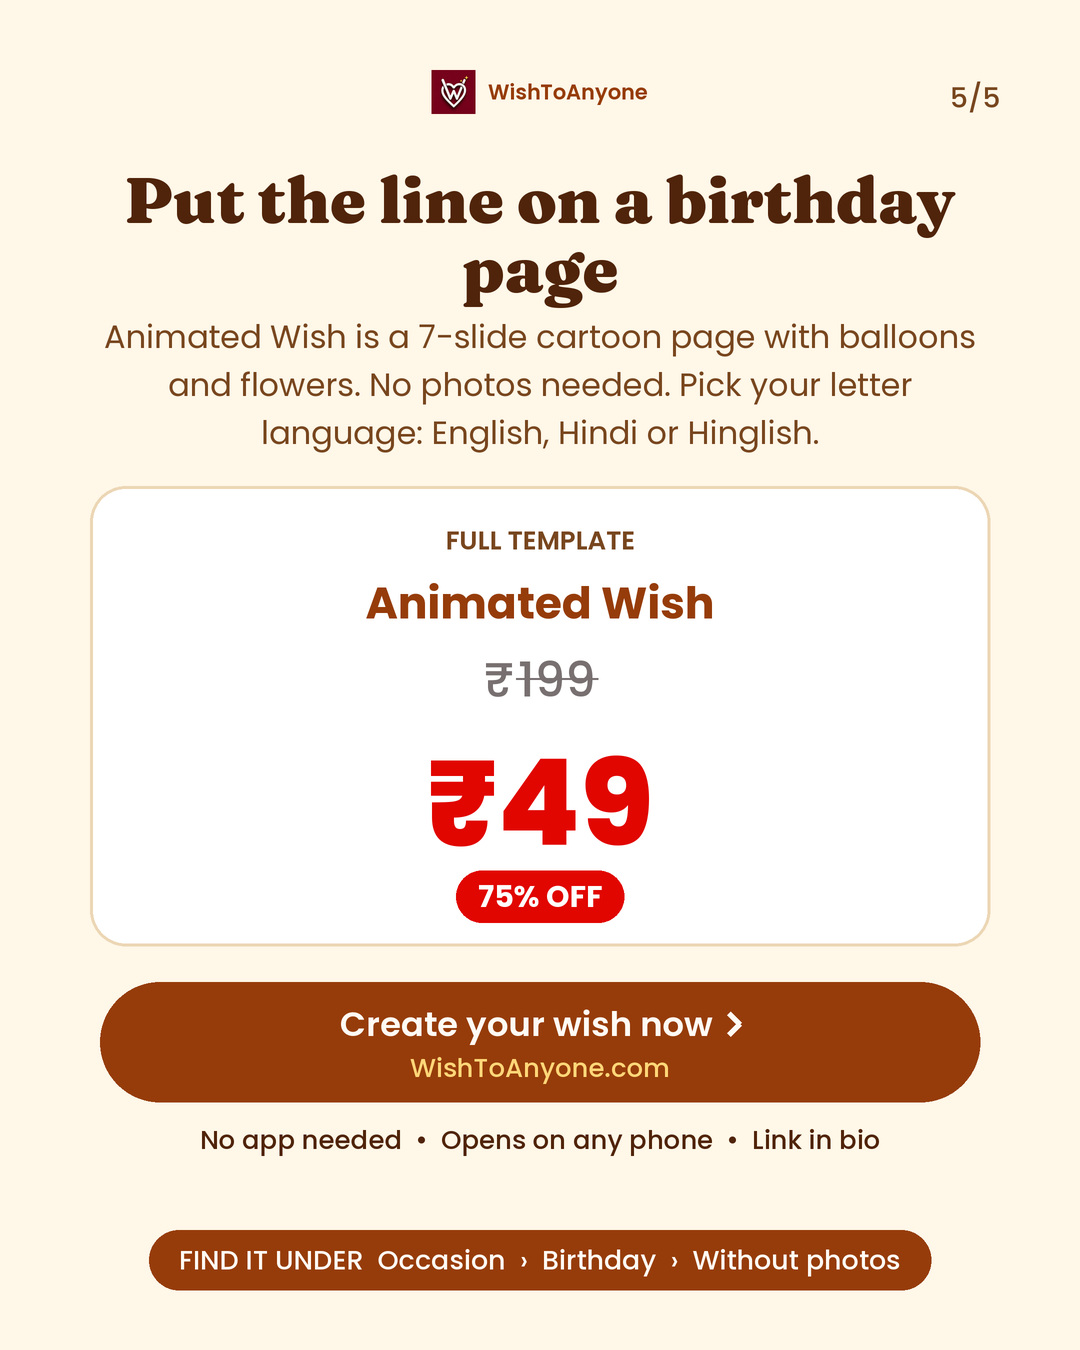 WishToAnyone
5/5
Put the line on a birthday
page
Animated Wish is a 7-slide cartoon page with balloons
and flowers. No photos needed. Pick your letter
language: English, Hindi or Hinglish.
FULL TEMPLATE
Animated Wish
₹199
₹49
75% OFF
Create your wish now ›
WishToAnyone.com
No app needed • Opens on any phone • Link in bio
FIND IT UNDER Occasion › Birthday › Without photos